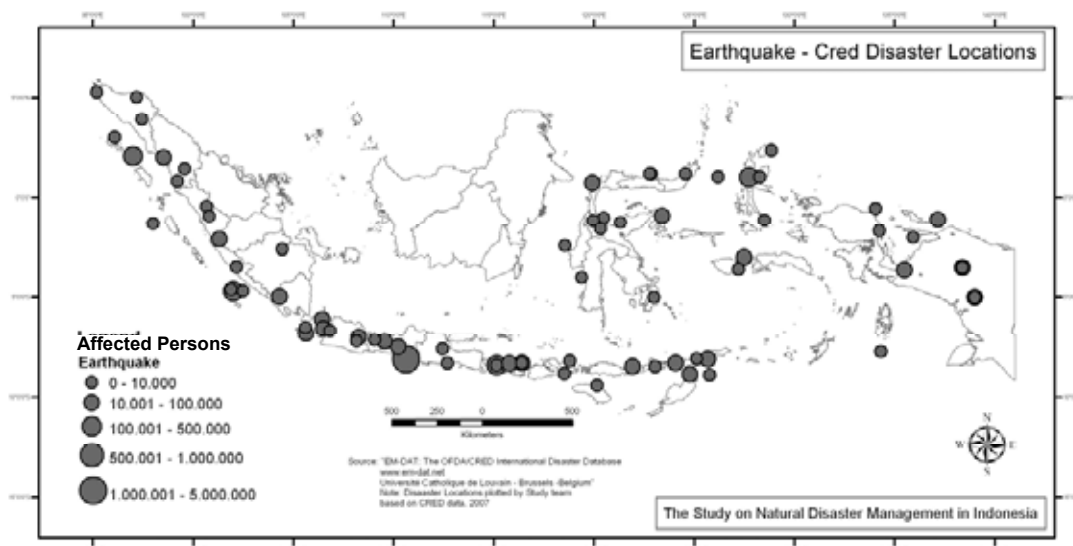 Earthquake - Cred Disaster Locations
Affected Persons
Earthquake
0 - 10.000
10.001 - 100.000
100.001 - 500.000
500.001 - 1.000.000
1.000.001 - 5.000.000
500 250 0 500
Kilometers
N
W E
S
Source: "EM-DAT: The OFDA/CRED International Disaster Database
www.em-dat.net
Université Catholique de Louvain - Brussels -Belgium"
Note: Disaster Locations plotted by Study team
based on CRED data, 2007
The Study on Natural Disaster Management in Indonesia